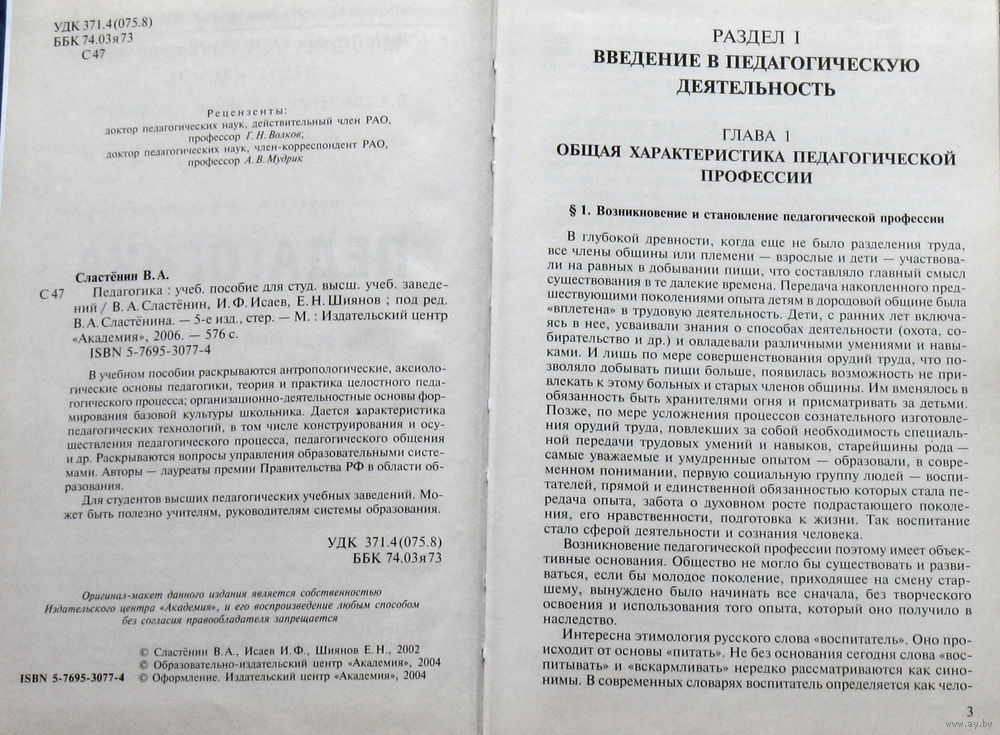 УДК 371.4(075.8)
ББК 74.03я73
С47
Рецензенты:
доктор педагогических наук, действительный член РАО,
профессор Г. Н. Волков;
доктор педагогических наук, член-корреспондент РАО,
профессор А. В. Мудрик
Сластёнин В. А.
С47 Педагогика : учеб. пособие для студ. высш. учеб. заведе-
ний / В. А. Сластёнин, И. Ф. Исаев, Е. Н. Шиянов ; под ред.
В. А. Сластёнина. — 5-е изд., стер. — М. : Издательский центр
«Академия», 2006. — 576 с.
ISBN 5-7695-3077-4
В учебном пособии раскрываются антропологические, аксиоло-
гические основы педагогики, теория и практика целостного педа-
гогического процесса; организационно-деятельностные основы фор-
мирования базовой культуры школьника. Дается характеристика
педагогических технологий, в том числе конструирования и осу-
ществления педагогического процесса, педагогического общения
и др. Раскрываются вопросы управления образовательными систе-
мами. Авторы — лауреаты премии Правительства РФ в области об-
разования.
Для студентов высших педагогических учебных заведений. Мо-
жет быть полезно учителям, руководителям системы образования.
УДК 371.4(075.8)
ББК 74.03я73
Оригинал-макет данного издания является собственностью
Издательского центра «Академия», и его воспроизведение любым способом
без согласия правообладателя запрещается
© Сластёнин В. А., Исаев И. Ф., Шиянов Е. Н., 2002
© Образовательно-издательский центр «Академия», 2004
ISBN 5-7695-3077-4 © Оформление. Издательский центр «Академия», 2004
РАЗДЕЛ I
ВВЕДЕНИЕ В ПЕДАГОГИЧЕСКУЮ
ДЕЯТЕЛЬНОСТЬ
ГЛАВА 1
ОБЩАЯ ХАРАКТЕРИСТИКА ПЕДАГОГИЧЕСКОЙ
ПРОФЕССИИ
§ 1. Возникновение и становление педагогической профессии
В глубокой древности, когда еще не было разделения труда,
все члены общины или племени — взрослые и дети — участвова-
ли на равных в добывании пищи, что составляло главный смысл
существования в те далекие времена. Передача накопленного пред-
шествующими поколениями опыта детям в дородовой общине была
«вплетена» в трудовую деятельность. Дети, с ранних лет включа-
ясь в нее, усваивали знания о способах деятельности (охота, со-
бирательство и др.) и овладевали различными умениями и навы-
ками. И лишь по мере совершенствования орудий труда, что по-
зволяло добывать пищи больше, появилась возможность не при-
влекать к этому больных и старых членов общины. Им вменялось в
обязанность быть хранителями огня и присматривать за детьми.
Позже, по мере усложнения процессов сознательного изготовле-
ния орудий труда, повлекших за собой необходимость специаль-
ной передачи трудовых умений и навыков, старейшины рода —
самые уважаемые и умудренные опытом — образовали, в совре-
менном понимании, первую социальную группу людей — воспи-
тателей, прямой и единственной обязанностью которых стала пе-
редача опыта, забота о духовном росте подрастающего поколе-
ния, его нравственности, подготовка к жизни. Так воспитание
стало сферой деятельности и сознания человека.
Возникновение педагогической профессии поэтому имеет объек-
тивные основания. Общество не могло бы существовать и разви-
ваться, если бы молодое поколение, приходящее на смену стар-
шему, вынуждено было начинать все сначала, без творческого
освоения и использования того опыта, который оно получило в
наследство.
Интересна этимология русского слова «воспитатель». Оно про-
исходит от основы «питать». Не без основания сегодня слова «вос-
питывать» и «вскармливать» нередко рассматриваются как сино-
нимы. В современных словарях воспитатель определяется как чело-
3
www.ay.by